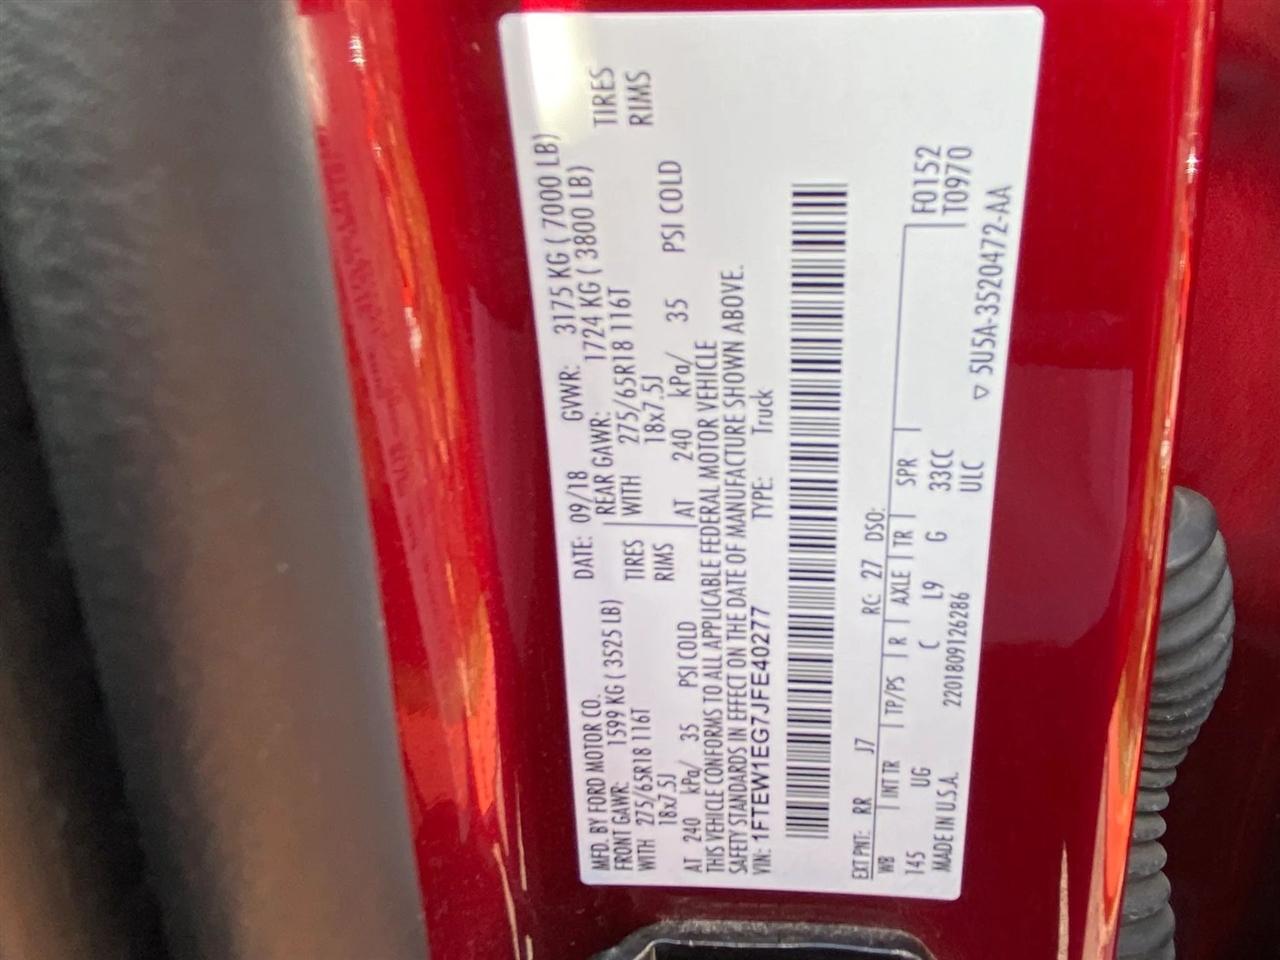 MFD. BY FORD MOTOR CO.
DATE: 09/18 GVWR: 3175 KG ( 7000 LB)
FRONT GAWR: 1599 KG ( 3525 LB)
REAR GAWR: 1724 KG ( 3800 LB)
WITH 275/65R18 116T TIRES
WITH 275/65R18 116T TIRES
18x7.5J RIMS
18x7.5J RIMS
AT 240 kPa/ 35 PSI COLD
AT 240 kPa/ 35 PSI COLD
THIS VEHICLE CONFORMS TO ALL APPLICABLE FEDERAL MOTOR VEHICLE
SAFETY STANDARDS IN EFFECT ON THE DATE OF MANUFACTURE SHOWN ABOVE.
VIN: 1FTEW1EG7JFE40277 TYPE: Truck
EXT PNT: RR J7 RC: 27 DSO:
WB INT TR TP/PS R AXLE TR SPR
F0152
145 UG C L9 G 33CC
T0970
MADE IN U.S.A. 2201809126286 ULC
▽ 5U5A-3520472-AA